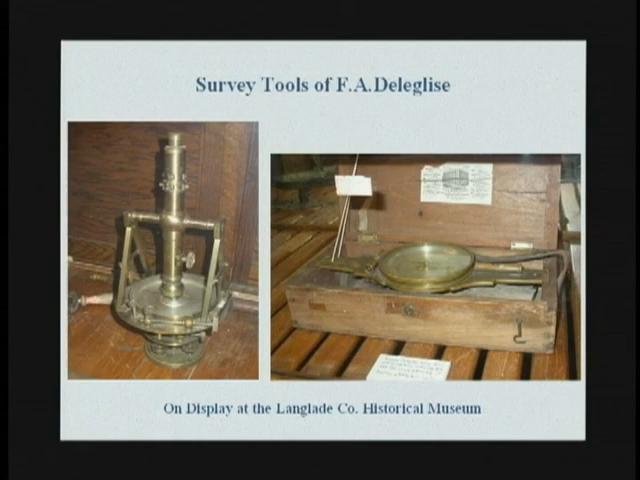 Survey Tools of F.A.Deleglise
On Display at the Langlade Co. Historical Museum